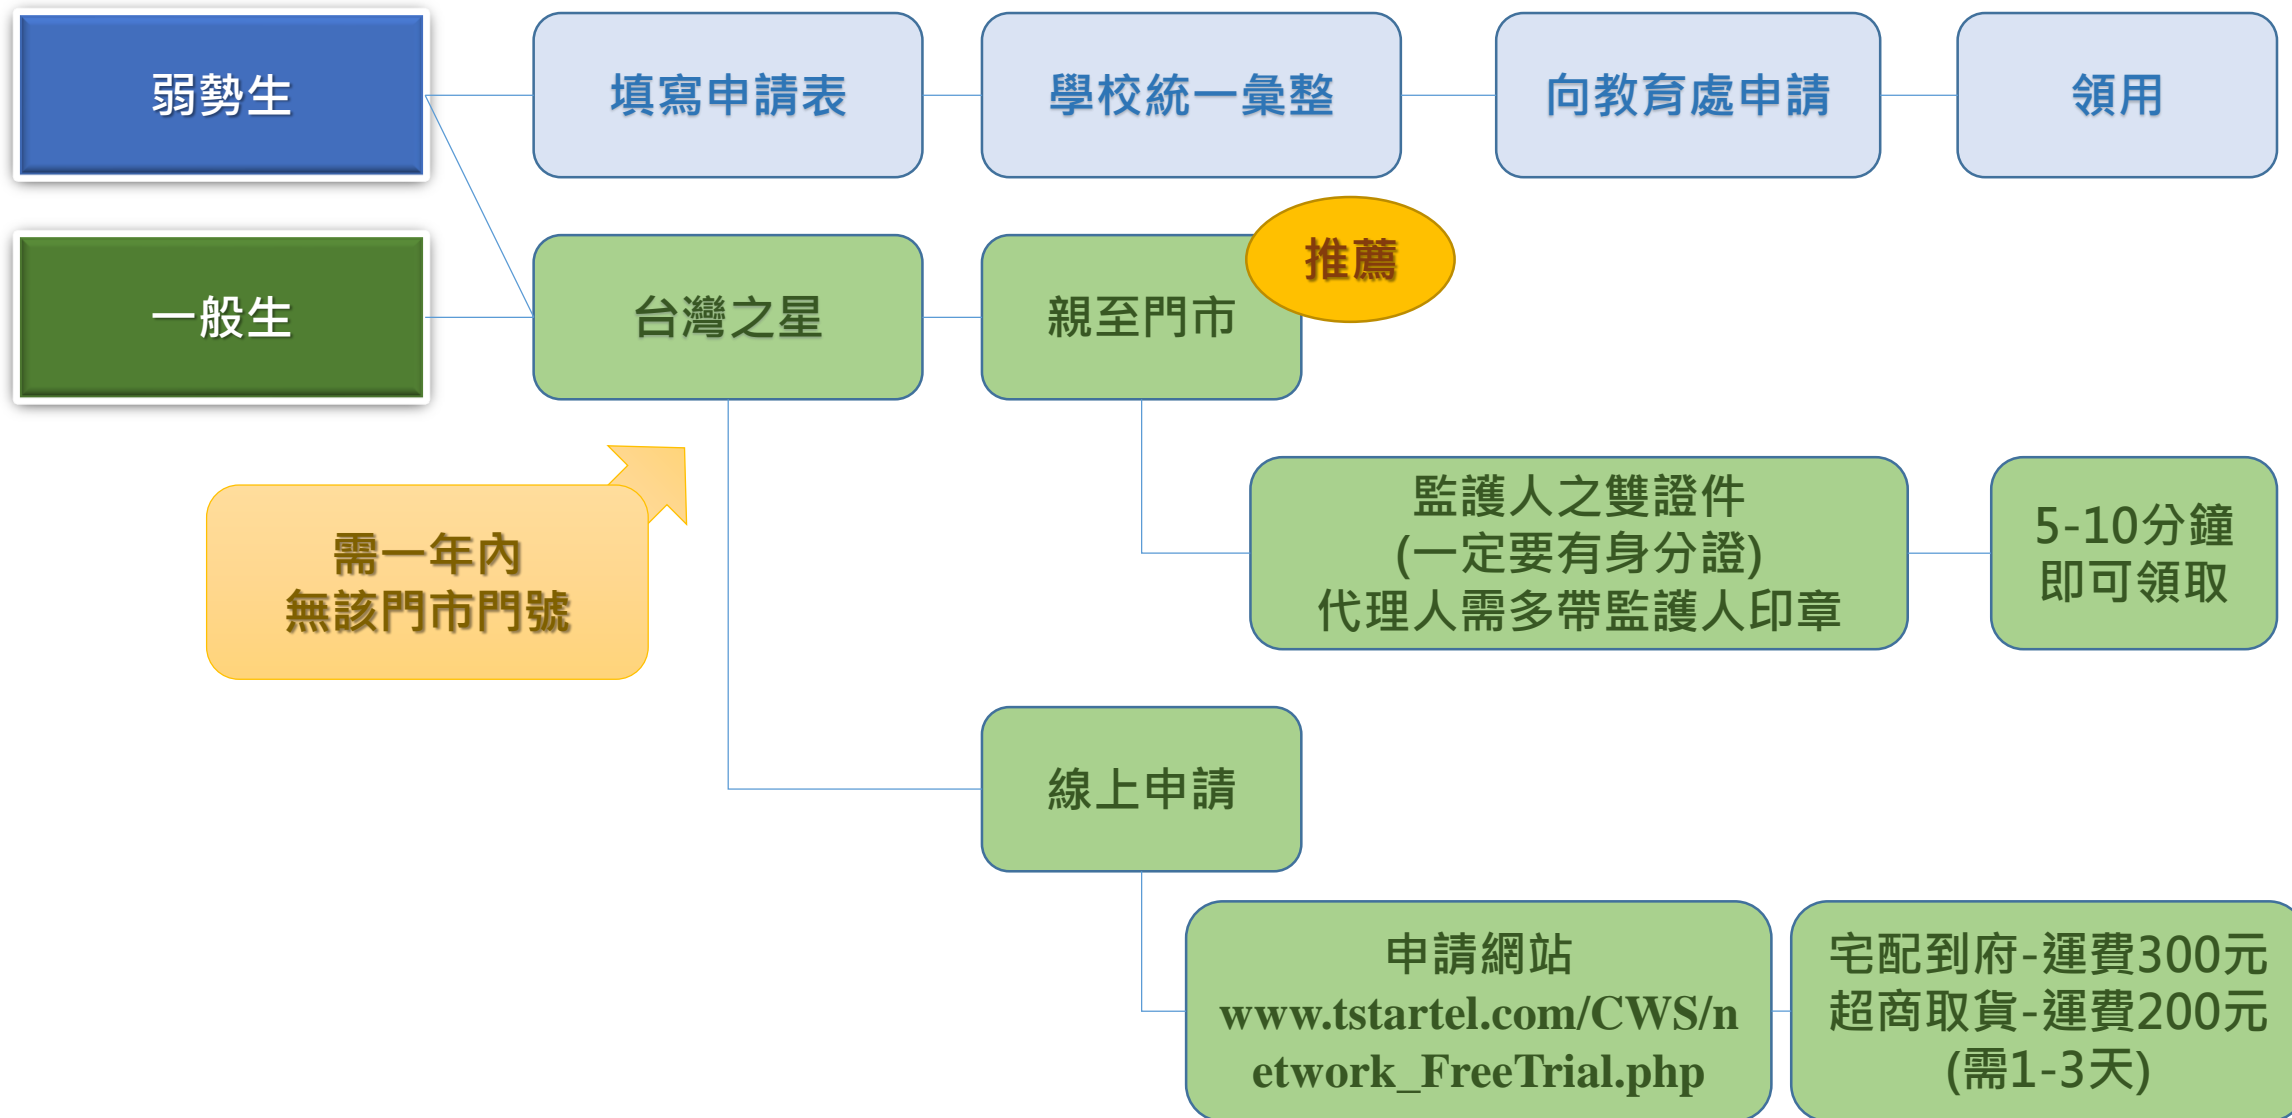 弱勢生
填寫申請表
學校統一彙整
向教育處申請
領用
一般生
台灣之星
親至門市
推薦
需一年內
無該門市門號
監護人之雙證件
(一定要有身分證)
代理人需多帶監護人印章
5-10分鐘
即可領取
線上申請
申請網站
www.tstartel.com/CWS/n
etwork_FreeTrial.php
宅配到府-運費300元
超商取貨-運費200元
(需1-3天)